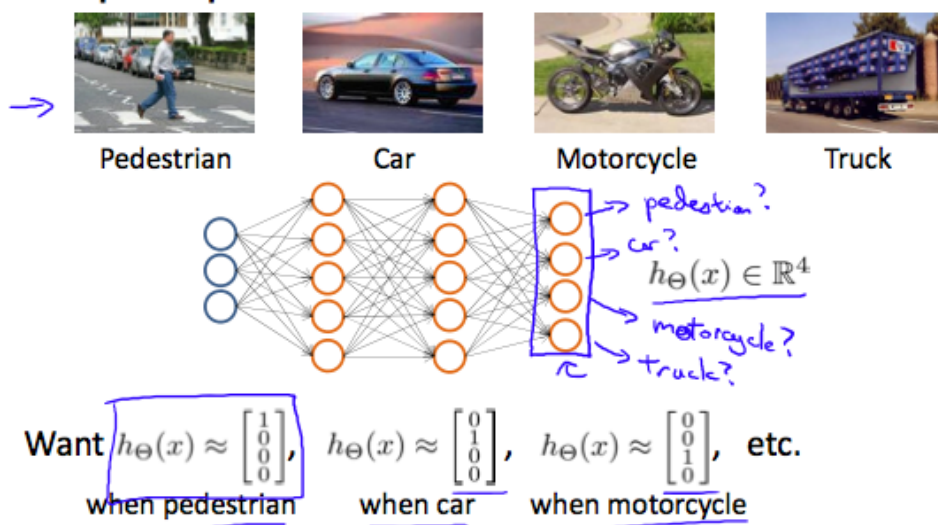 Pedestrian Car Motorcycle Truck
pedestian?
car?
hΘ(x) ∈ ℝ⁴
motorcycle?
truck?
Want hΘ(x) ≈ [1 0 0 0], hΘ(x) ≈ [0 1 0 0], hΘ(x) ≈ [0 0 1 0], etc.
when pedestrian when car when motorcycle